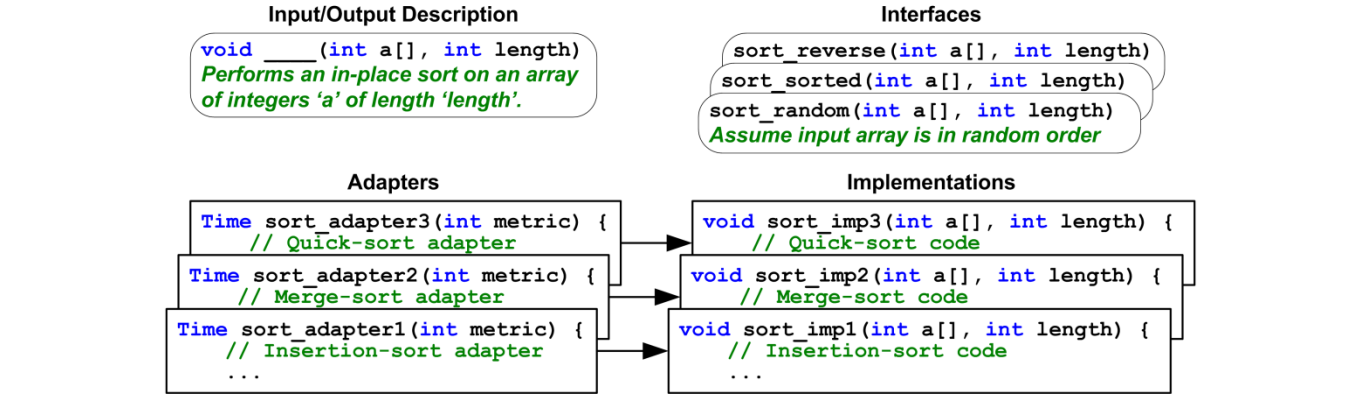 Input/Output Description
void ____(int a[], int length)
Performs an in-place sort on an array
of integers ‘a’ of length ‘length’.
Interfaces
sort_reverse(int a[], int length)
sort_sorted(int a[], int length)
sort_random(int a[], int length)
Assume input array is in random order
Adapters
Time sort_adapter3(int metric) {
// Quick-sort adapter
Time sort_adapter2(int metric) {
// Merge-sort adapter
Time sort_adapter1(int metric) {
// Insertion-sort adapter
...
Implementations
void sort_imp3(int a[], int length) {
// Quick-sort code
void sort_imp2(int a[], int length) {
// Merge-sort code
void sort_imp1(int a[], int length) {
// Insertion-sort code
...